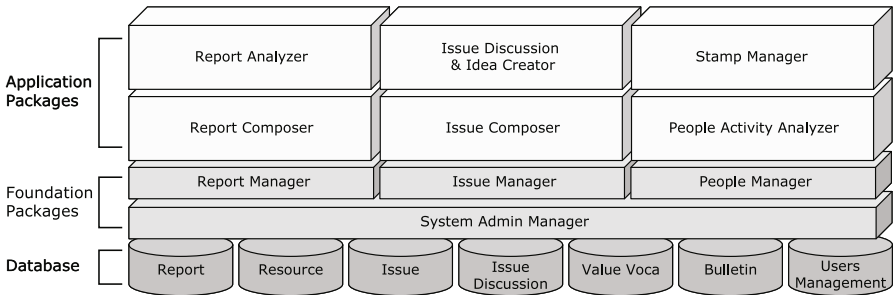 Application
Packages
Report Analyzer
Issue Discussion
& Idea Creator
Stamp Manager
Report Composer
Issue Composer
People Activity Analyzer
Foundation
Packages
Report Manager
Issue Manager
People Manager
System Admin Manager
Database
Report
Resource
Issue
Issue
Discussion
Value Voca
Bulletin
Users
Management